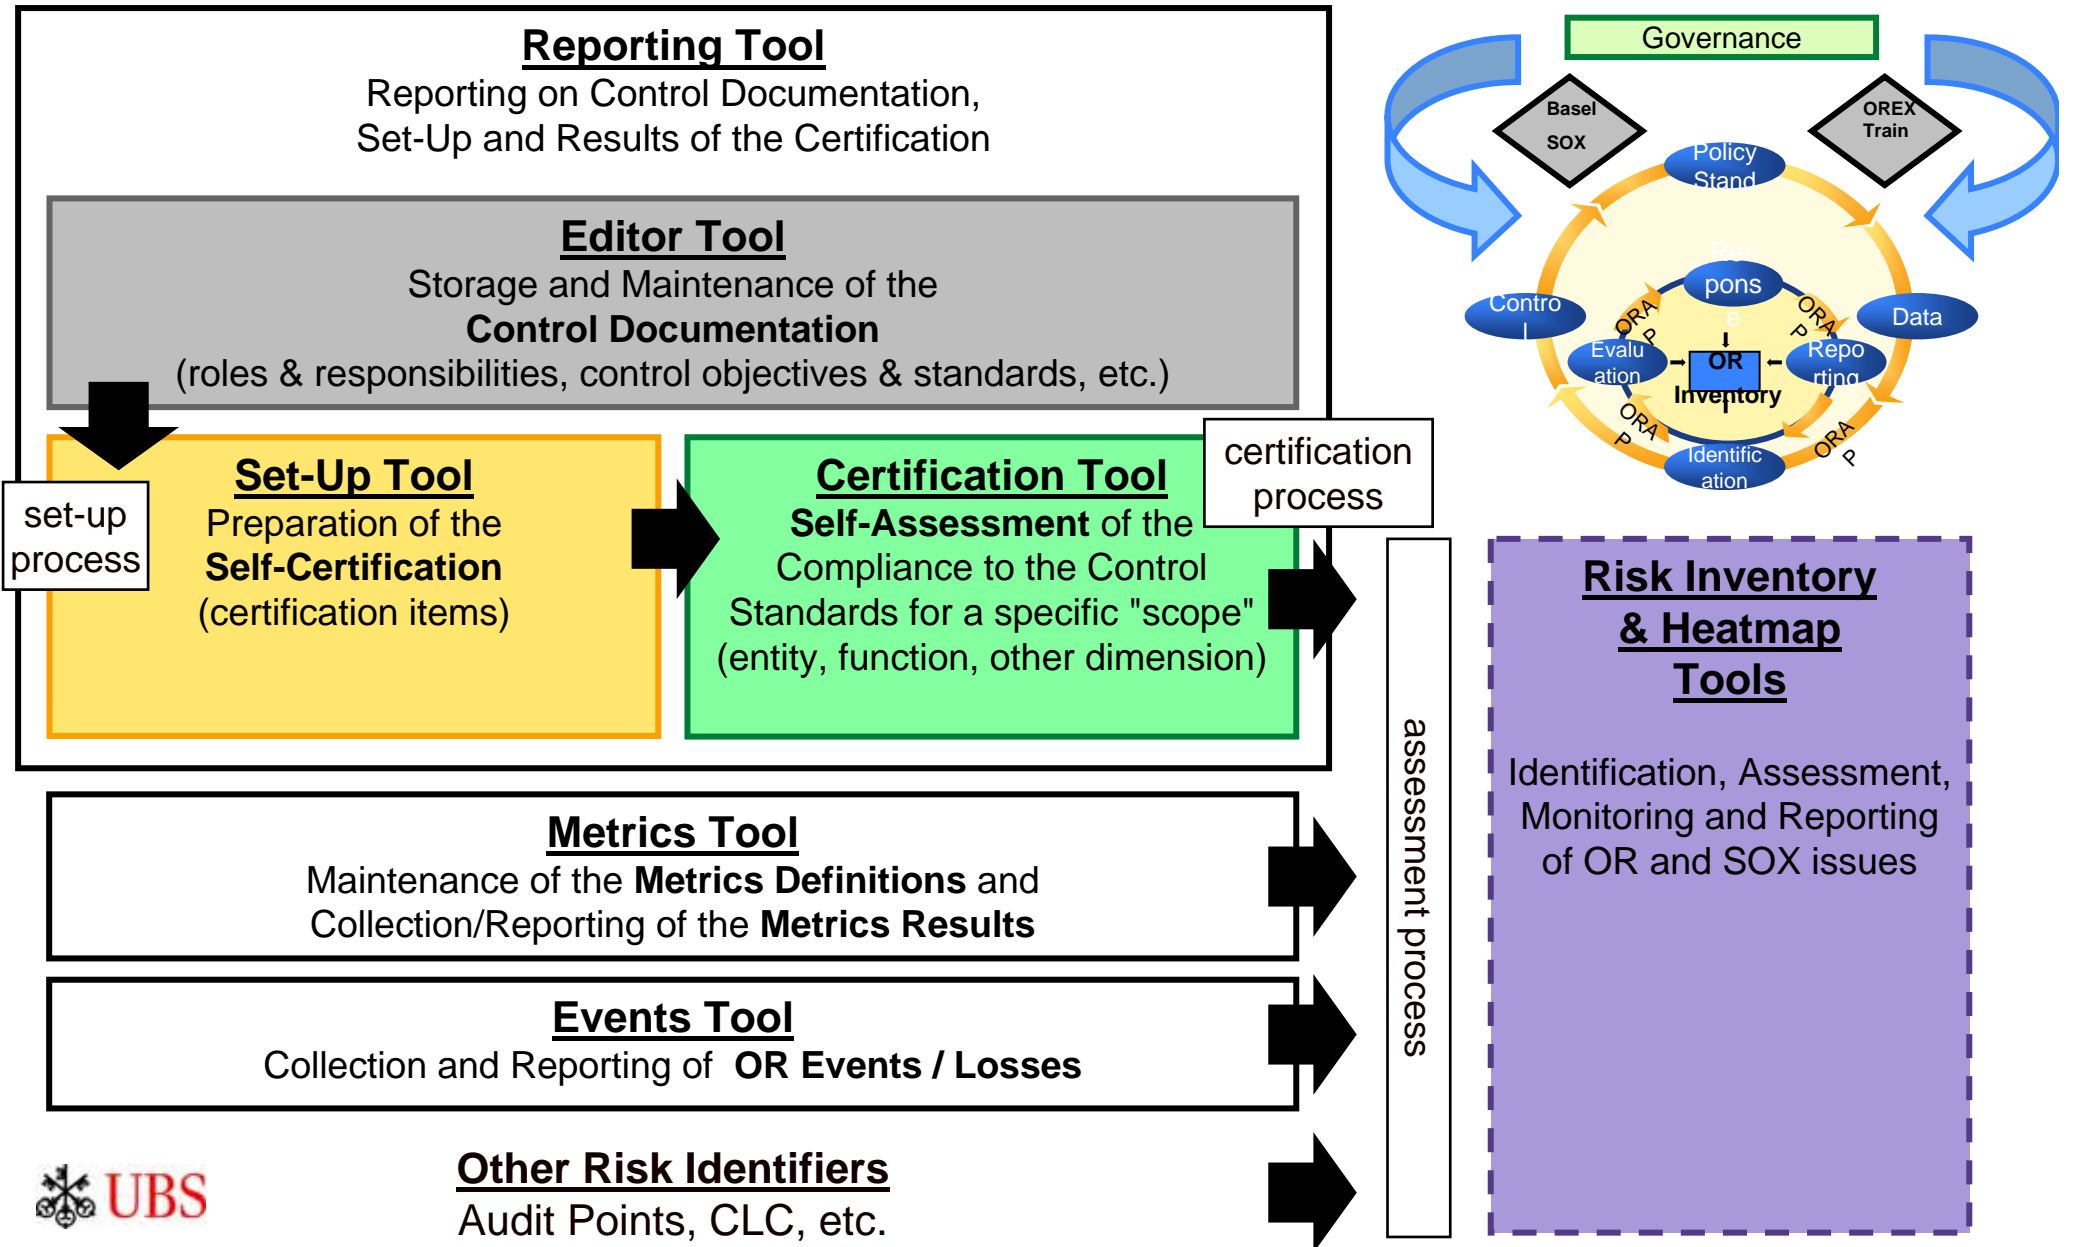 Reporting Tool
Reporting on Control Documentation,
Set-Up and Results of the Certification
Editor Tool
Storage and Maintenance of the
Control Documentation
(roles & responsibilities, control objectives & standards, etc.)
set-up
process
Set-Up Tool
Preparation of the
Self-Certification
(certification items)
Certification Tool
Self-Assessment of the
Compliance to the Control
Standards for a specific "scope"
(entity, function, other dimension)
certification
process
Metrics Tool
Maintenance of the Metrics Definitions and
Collection/Reporting of the Metrics Results
Events Tool
Collection and Reporting of OR Events / Losses
Other Risk Identifiers
Audit Points, CLC, etc.
UBS
assessment process
Governance
Basel
SOX
OREX
Train
Policy
Stand
Contro
l
Data
Res
pons
e
ORA
P
ORA
P
Evalu
ation
OR
Inventory
Repo
rting
ORA
P
ORA
P
Identific
ation
Risk Inventory
& Heatmap
Tools
Identification, Assessment,
Monitoring and Reporting
of OR and SOX issues